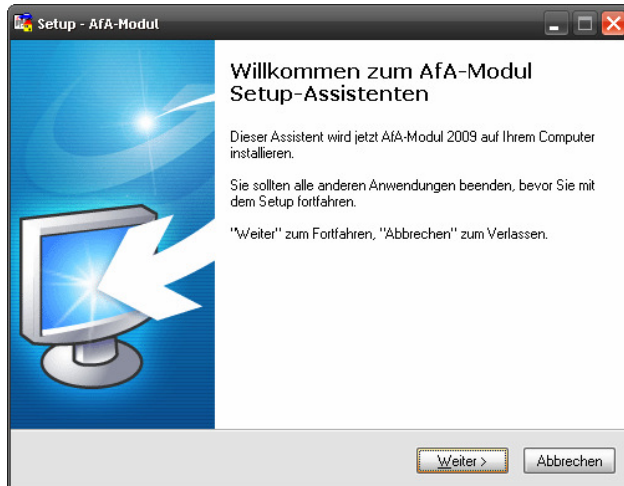 Setup - AfA-Modul
Willkommen zum AfA-Modul
Setup-Assistenten
Dieser Assistent wird jetzt AfA-Modul 2009 auf Ihrem Computer
installieren.
Sie sollten alle anderen Anwendungen beenden, bevor Sie mit
dem Setup fortfahren.
"Weiter" zum Fortfahren, "Abbrechen" zum Verlassen.
Weiter > Abbrechen